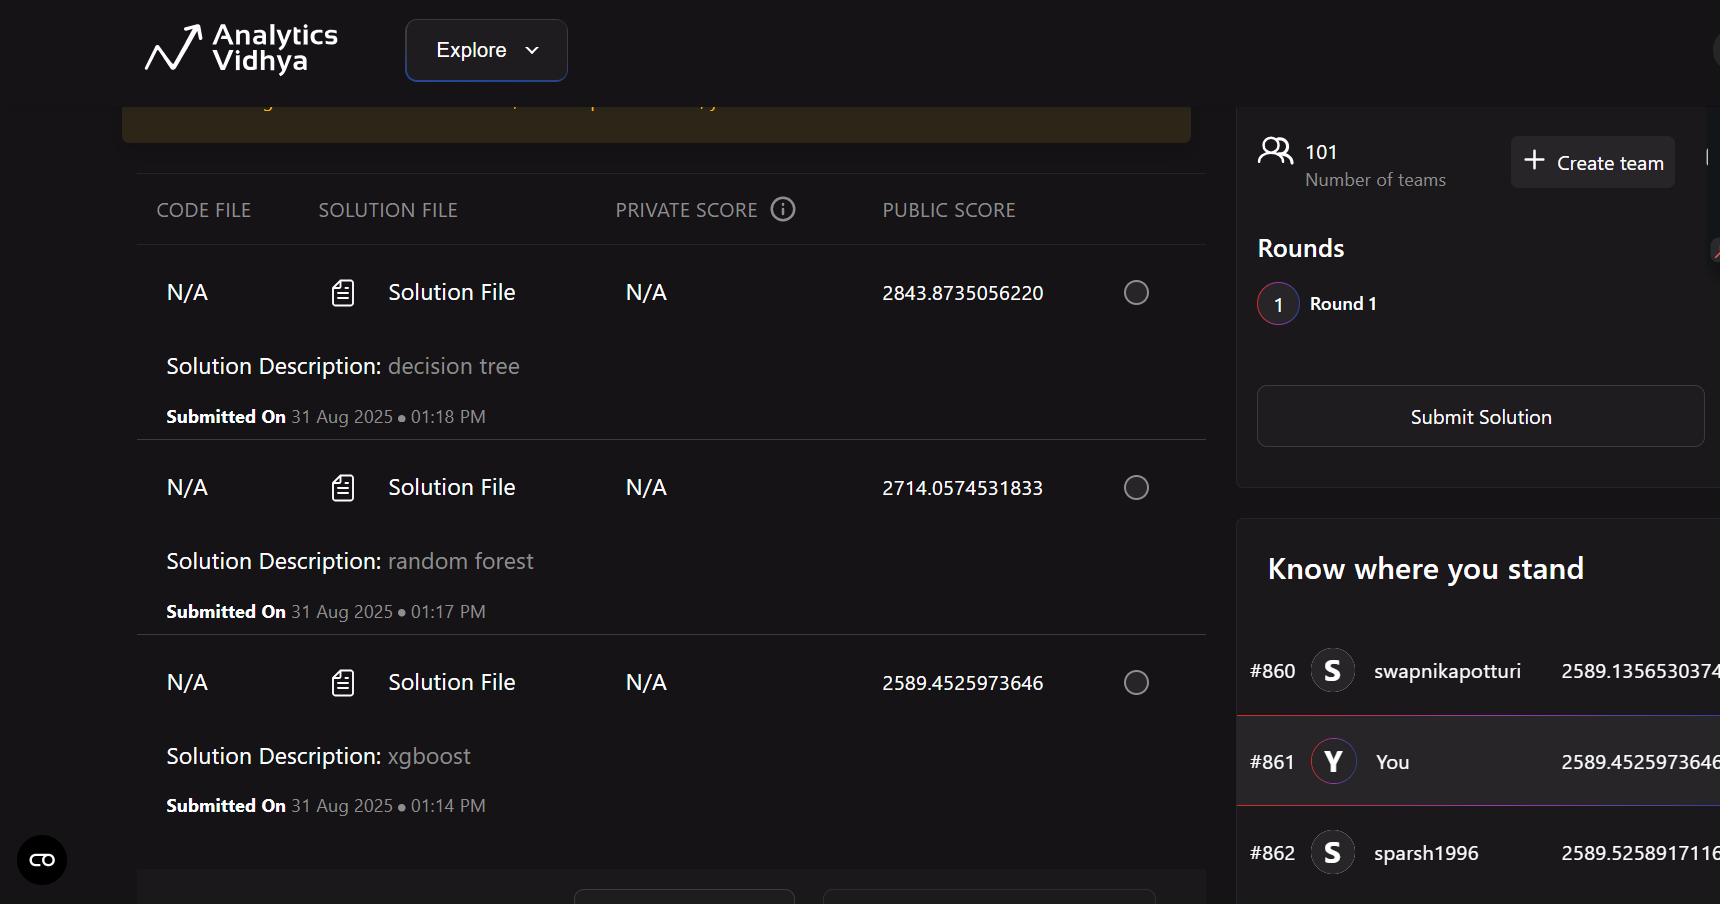 Analytics
Vidhya
Explore
CODE FILE SOLUTION FILE PRIVATE SCORE PUBLIC SCORE
N/A Solution File N/A 2843.8735056220
Solution Description: decision tree
Submitted On 31 Aug 2025 • 01:18 PM
N/A Solution File N/A 2714.0574531833
Solution Description: random forest
Submitted On 31 Aug 2025 • 01:17 PM
N/A Solution File N/A 2589.4525973646
Solution Description: xgboost
Submitted On 31 Aug 2025 • 01:14 PM
101
Number of teams
+ Create team
Rounds
1 Round 1
Submit Solution
Know where you stand
#860 S swapnikapotturi 2589.1356530374
#861 Y You 2589.4525973646
#862 S sparsh1996 2589.5258917116